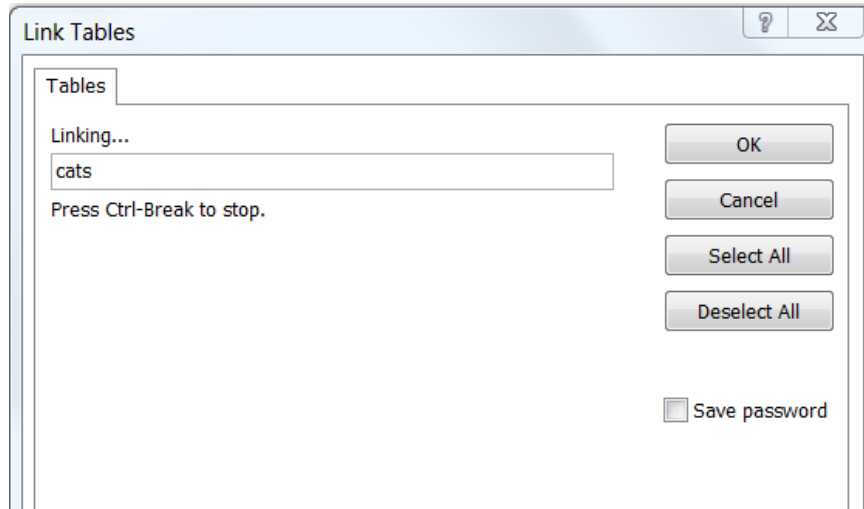 Link Tables
Tables
Linking...
cats
Press Ctrl-Break to stop.
OK
Cancel
Select All
Deselect All
Save password